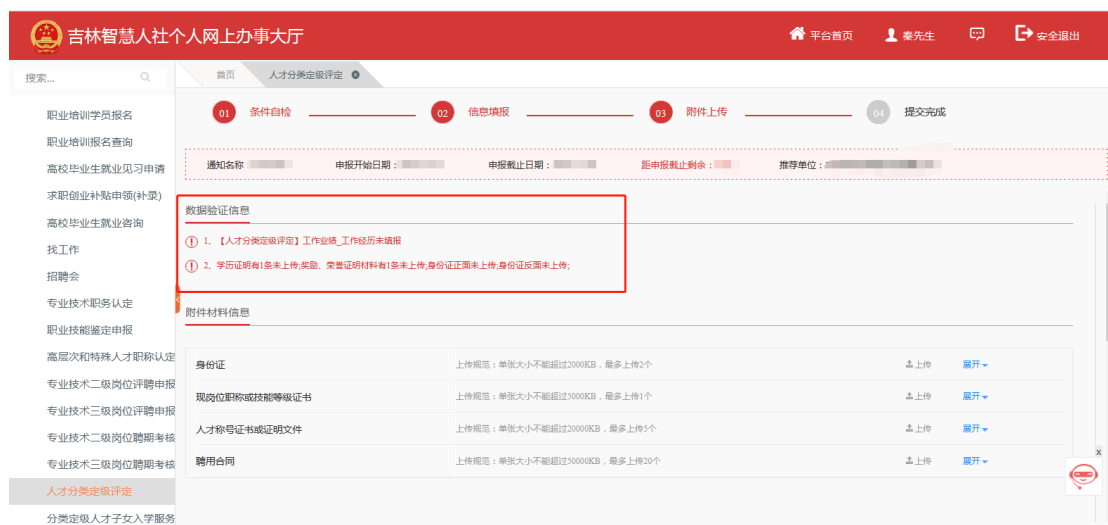 吉林智慧人社个人网上办事大厅
平台首页 秦先生 安全退出
搜索...
首页 人才分类定级评定
职业培训学员报名
职业培训报名查询
高校毕业生就业见习申请
求职创业补贴申领(补录)
高校毕业生就业咨询
找工作
招聘会
专业技术职务认定
职业技能鉴定申报
高层次和特殊人才职称认定
专业技术二级岗位评聘申报
专业技术三级岗位评聘申报
专业技术二级岗位聘期考核
专业技术三级岗位聘期考核
人才分类定级评定
分类定级人才子女入学服务
01 条件自检 02 信息填报 03 附件上传 04 提交完成
通知名称 申报开始日期： 申报截止日期： 距申报截止剩余： 推荐单位：
数据验证信息
1、【人才分类定级评定】工作业绩_工作经历未填报
2、学历证明有1条未上传;奖励、荣誉证明材料有1条未上传;身份证正面未上传;身份证反面未上传;
附件材料信息
身份证 上传规范：单张大小不能超过2000KB，最多上传2个 上传 展开
现岗位职称或技能等级证书 上传规范：单张大小不能超过5000KB，最多上传1个 上传 展开
人才称号证书或证明文件 上传规范：单张大小不能超过20000KB，最多上传5个 上传 展开
聘用合同 上传规范：单张大小不能超过50000KB，最多上传20个 上传 展开
x